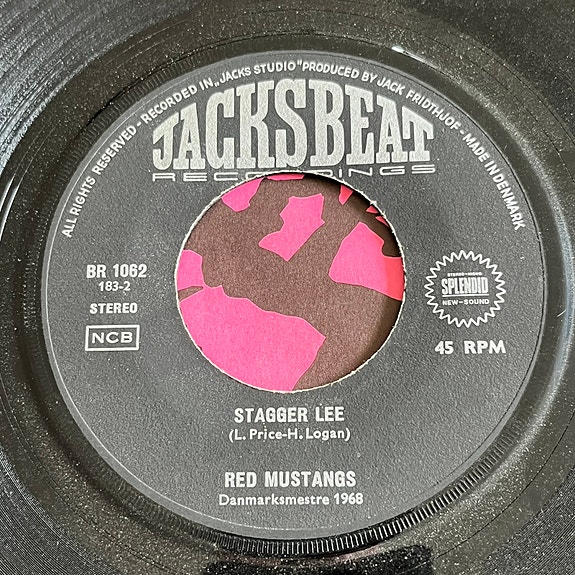 ALL RIGHTS RESERVED - RECORDED IN „JACKS STUDIO" PRODUCED BY JACK FRIDTHJOF - MADE IN DENMARK
JACKSBEAT
RECORDINGS
BR 1062
183-2
STEREO
NCB
STEREO-MONO
SPLENDID
NEW-SOUND
45 RPM
STAGGER LEE
(L. Price-H. Logan)
RED MUSTANGS
Danmarksmestre 1968